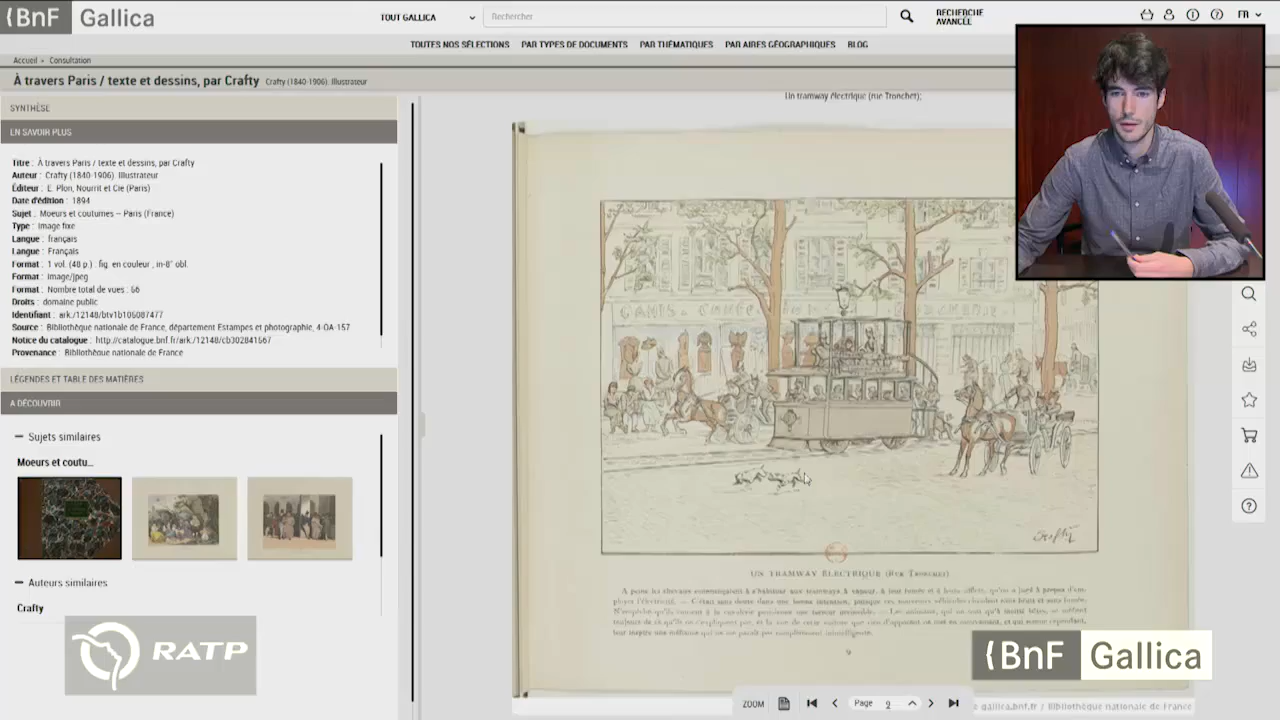 BnF Gallica
TOUT GALLICA
Rechercher
RECHERCHE
AVANCÉE
FR
TOUTES NOS SÉLECTIONS PAR TYPES DE DOCUMENTS PAR THÉMATIQUES PAR AIRES GÉOGRAPHIQUES BLOG
Accueil > Consultation
À travers Paris / texte et dessins, par Crafty Crafty (1840-1906). Illustrateur
SYNTHÈSE
EN SAVOIR PLUS
Titre : À travers Paris / texte et dessins, par Crafty
Auteur : Crafty (1840-1906). Illustrateur
Éditeur : E. Plon, Nourrit et Cie (Paris)
Date d'édition : 1894
Sujet : Moeurs et coutumes -- Paris (France)
Type : image fixe
Langue : français
Langue : Français
Format : 1 vol. (48 p.) : fig. en couleur ; in-8° obl.
Format : image/jpeg
Format : Nombre total de vues : 66
Droits : domaine public
Identifiant : ark:/12148/btv1b106087477
Source : Bibliothèque nationale de France, département Estampes et photographie, 4-OA-157
Notice du catalogue : http://catalogue.bnf.fr/ark:/12148/cb302841567
Provenance : Bibliothèque nationale de France
LÉGENDES ET TABLE DES MATIÈRES
A DÉCOUVRIR
Sujets similaires
Moeurs et coutu...
Auteurs similaires
Crafty
RATP
Un tramway électrique (rue Tronchet);
Crafty
UN TRAMWAY ÉLECTRIQUE (Rue Tronchet)
9
BnF Gallica
ZOOM Page 9
gallica.bnf.fr / Bibliothèque nationale de France